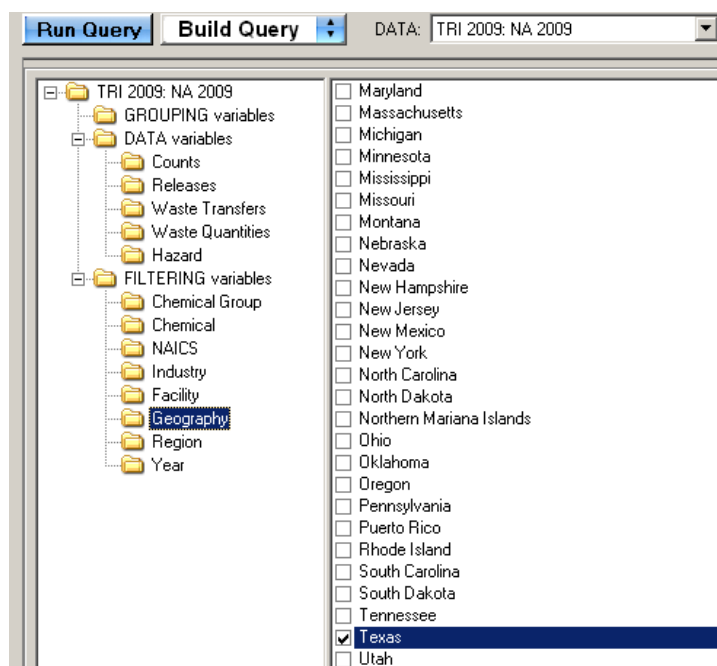 Run Query Build Query DATA: TRI 2009: NA 2009
TRI 2009: NA 2009
GROUPING variables
DATA variables
Counts
Releases
Waste Transfers
Waste Quantities
Hazard
FILTERING variables
Chemical Group
Chemical
NAICS
Industry
Facility
Geography
Region
Year
Maryland
Massachusetts
Michigan
Minnesota
Mississippi
Missouri
Montana
Nebraska
Nevada
New Hampshire
New Jersey
New Mexico
New York
North Carolina
North Dakota
Northern Mariana Islands
Ohio
Oklahoma
Oregon
Pennsylvania
Puerto Rico
Rhode Island
South Carolina
South Dakota
Tennessee
Texas
Utah